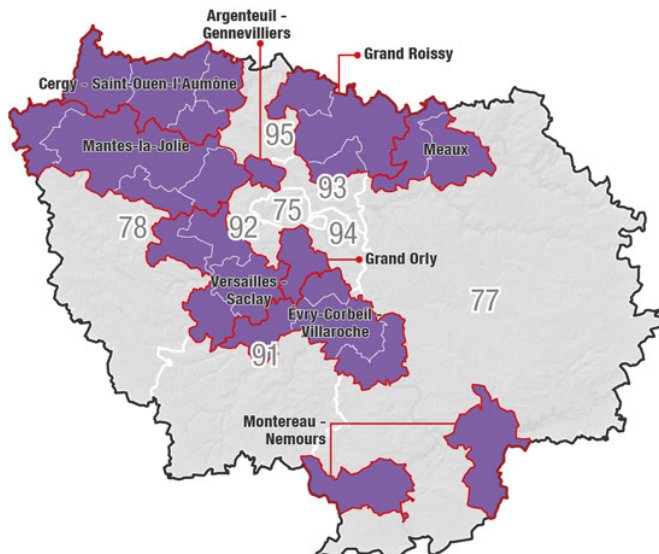 Argenteuil -
Gennevilliers
Grand Roissy
Cergy - Saint-Ouen-l'Aumône
95
Mantes-la-Jolie
Meaux
93
75
78
92
94
Grand Orly
Versailles -
Saclay
77
Évry-Corbeil -
Villaroche
91
Montereau -
Nemours